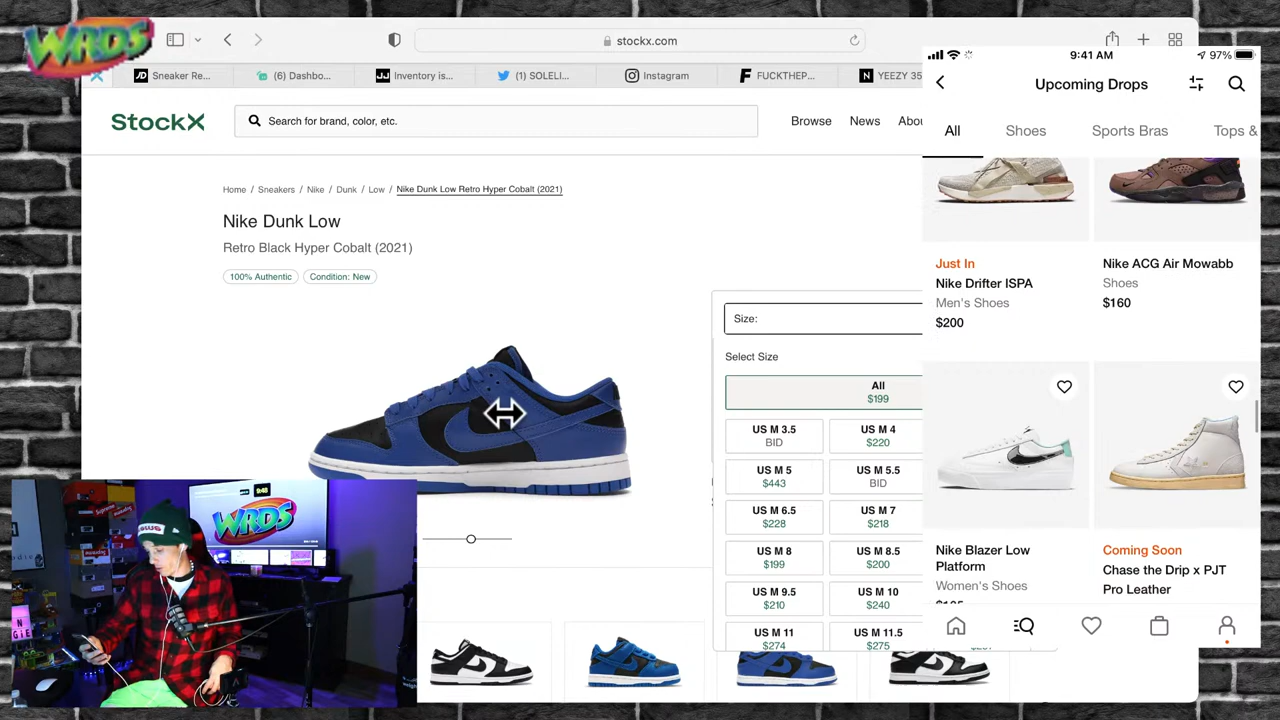 WRDS
stockx.com
Sneaker Re...
(6) Dashbo...
Inventory is...
SOLELI...
Instagram
FUCKTHEP...
YEEZY 35
StockX
Search for brand, color, etc.
Browse
News
Abou
Home / Sneakers / Nike / Dunk / Low / Nike Dunk Low Retro Hyper Cobalt (2021)
Nike Dunk Low
Retro Black Hyper Cobalt (2021)
100% Authentic
Condition: New
Size:
Select Size
All
$199
US M 3.5
BID
US M 4
$220
US M 5
$443
US M 5.5
BID
US M 6.5
$228
US M 7
$218
US M 8
$199
US M 8.5
$200
US M 9.5
$210
US M 10
$240
US M 11
$274
US M 11.5
$275
9:41 AM
97%
Upcoming Drops
All
Shoes
Sports Bras
Tops &
Just In
Nike Drifter ISPA
Men's Shoes
$200
Nike ACG Air Mowabb
Shoes
$160
Nike Blazer Low
Platform
Women's Shoes
Coming Soon
Chase the Drip x PJT
Pro Leather
WRDS